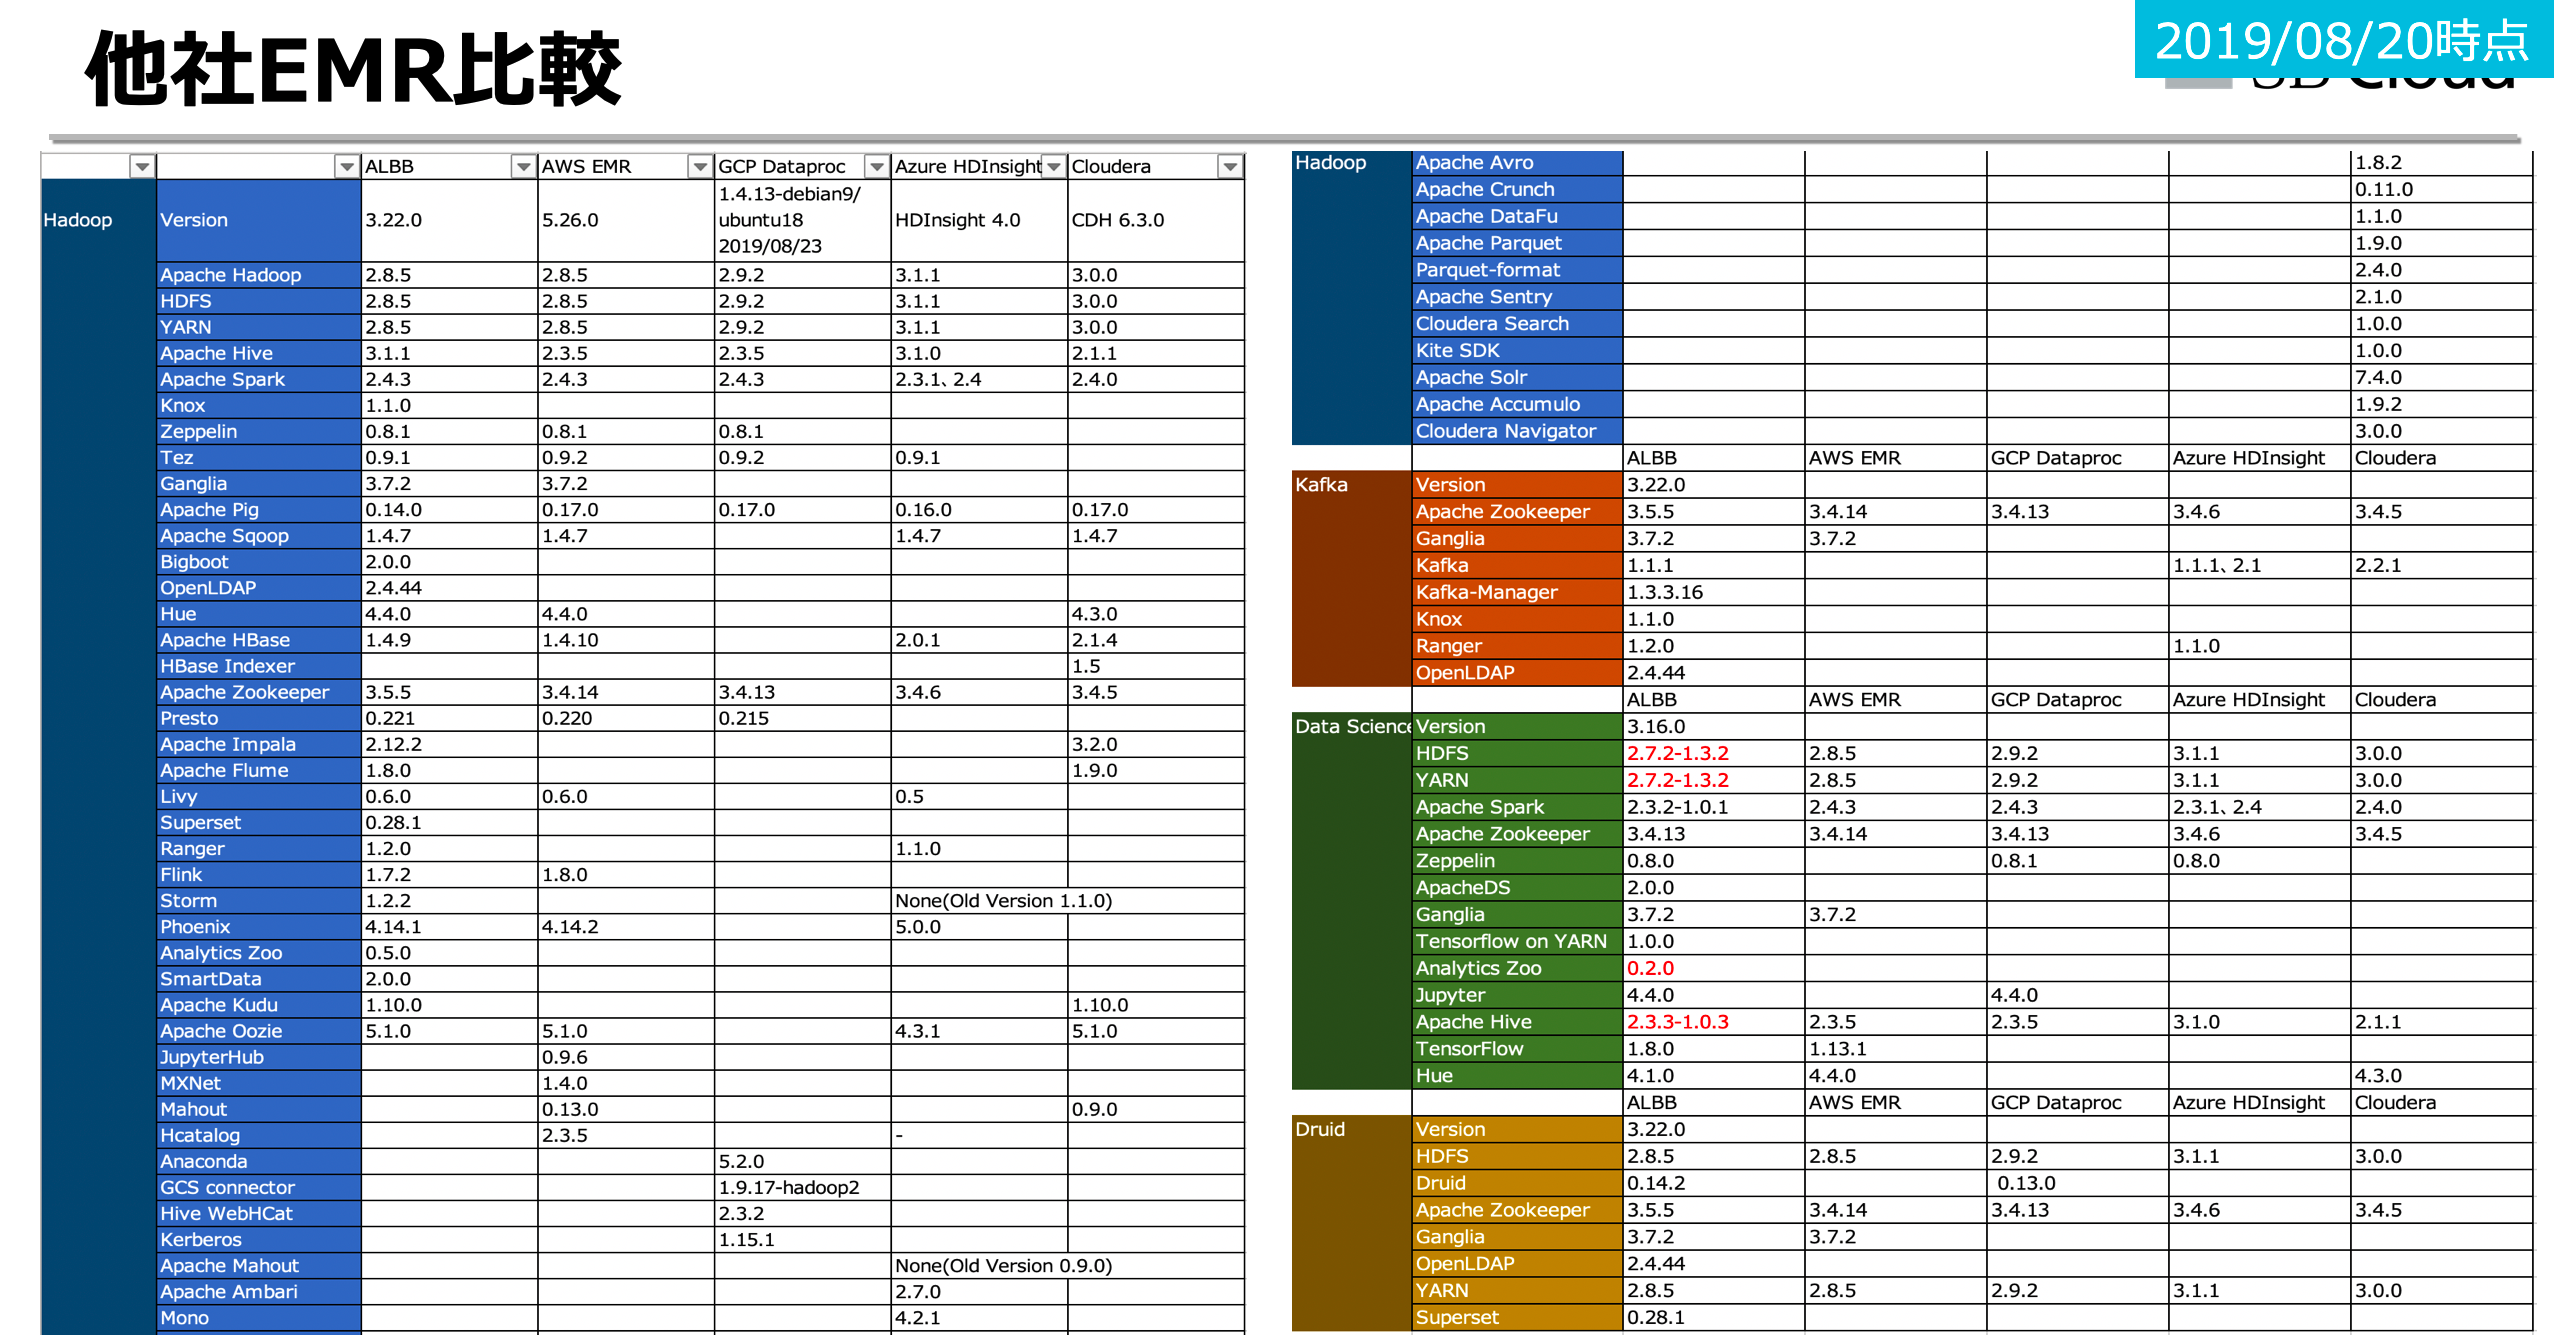 他社EMR比較
2019/08/20時点
ALBB AWS EMR GCP Dataproc Azure HDInsight Cloudera
Hadoop Version 3.22.0 5.26.0 1.4.13-debian9/ubuntu18 2019/08/23 HDInsight 4.0 CDH 6.3.0
Apache Hadoop 2.8.5 2.8.5 2.9.2 3.1.1 3.0.0
HDFS 2.8.5 2.8.5 2.9.2 3.1.1 3.0.0
YARN 2.8.5 2.8.5 2.9.2 3.1.1 3.0.0
Apache Hive 3.1.1 2.3.5 2.3.5 3.1.0 2.1.1
Apache Spark 2.4.3 2.4.3 2.4.3 2.3.1、2.4 2.4.0
Knox 1.1.0
Zeppelin 0.8.1 0.8.1 0.8.1
Tez 0.9.1 0.9.2 0.9.2 0.9.1
Ganglia 3.7.2 3.7.2
Apache Pig 0.14.0 0.17.0 0.17.0 0.16.0 0.17.0
Apache Sqoop 1.4.7 1.4.7 1.4.7 1.4.7
Bigboot 2.0.0
OpenLDAP 2.4.44
Hue 4.4.0 4.4.0 4.3.0
Apache HBase 1.4.9 1.4.10 2.0.1 2.1.4
HBase Indexer 1.5
Apache Zookeeper 3.5.5 3.4.14 3.4.13 3.4.6 3.4.5
Presto 0.221 0.220 0.215
Apache Impala 2.12.2 3.2.0
Apache Flume 1.8.0 1.9.0
Livy 0.6.0 0.6.0 0.5
Superset 0.28.1
Ranger 1.2.0 1.1.0
Flink 1.7.2 1.8.0
Storm 1.2.2 None(Old Version 1.1.0)
Phoenix 4.14.1 4.14.2 5.0.0
Analytics Zoo 0.5.0
SmartData 2.0.0
Apache Kudu 1.10.0 1.10.0
Apache Oozie 5.1.0 5.1.0 4.3.1 5.1.0
JupyterHub 0.9.6
MXNet 1.4.0
Mahout 0.13.0 0.9.0
Hcatalog 2.3.5 -
Anaconda 5.2.0
GCS connector 1.9.17-hadoop2
Hive WebHCat 2.3.2
Kerberos 1.15.1
Apache Mahout None(Old Version 0.9.0)
Apache Ambari 2.7.0
Mono 4.2.1
Hadoop Apache Avro 1.8.2
Apache Crunch 0.11.0
Apache DataFu 1.1.0
Apache Parquet 1.9.0
Parquet-format 2.4.0
Apache Sentry 2.1.0
Cloudera Search 1.0.0
Kite SDK 1.0.0
Apache Solr 7.4.0
Apache Accumulo 1.9.2
Cloudera Navigator 3.0.0
ALBB AWS EMR GCP Dataproc Azure HDInsight Cloudera
Kafka Version 3.22.0
Apache Zookeeper 3.5.5 3.4.14 3.4.13 3.4.6 3.4.5
Ganglia 3.7.2 3.7.2
Kafka 1.1.1 1.1.1、2.1 2.2.1
Kafka-Manager 1.3.3.16
Knox 1.1.0
Ranger 1.2.0 1.1.0
OpenLDAP 2.4.44
ALBB AWS EMR GCP Dataproc Azure HDInsight Cloudera
Data Science Version 3.16.0
HDFS 2.7.2-1.3.2 2.8.5 2.9.2 3.1.1 3.0.0
YARN 2.7.2-1.3.2 2.8.5 2.9.2 3.1.1 3.0.0
Apache Spark 2.3.2-1.0.1 2.4.3 2.4.3 2.3.1、2.4 2.4.0
Apache Zookeeper 3.4.13 3.4.14 3.4.13 3.4.6 3.4.5
Zeppelin 0.8.0 0.8.1 0.8.0
ApacheDS 2.0.0
Ganglia 3.7.2 3.7.2
Tensorflow on YARN 1.0.0
Analytics Zoo 0.2.0
Jupyter 4.4.0 4.4.0
Apache Hive 2.3.3-1.0.3 2.3.5 2.3.5 3.1.0 2.1.1
TensorFlow 1.8.0 1.13.1
Hue 4.1.0 4.4.0 4.3.0
ALBB AWS EMR GCP Dataproc Azure HDInsight Cloudera
Druid Version 3.22.0
HDFS 2.8.5 2.8.5 2.9.2 3.1.1 3.0.0
Druid 0.14.2 0.13.0
Apache Zookeeper 3.5.5 3.4.14 3.4.13 3.4.6 3.4.5
Ganglia 3.7.2 3.7.2
OpenLDAP 2.4.44
YARN 2.8.5 2.8.5 2.9.2 3.1.1 3.0.0
Superset 0.28.1